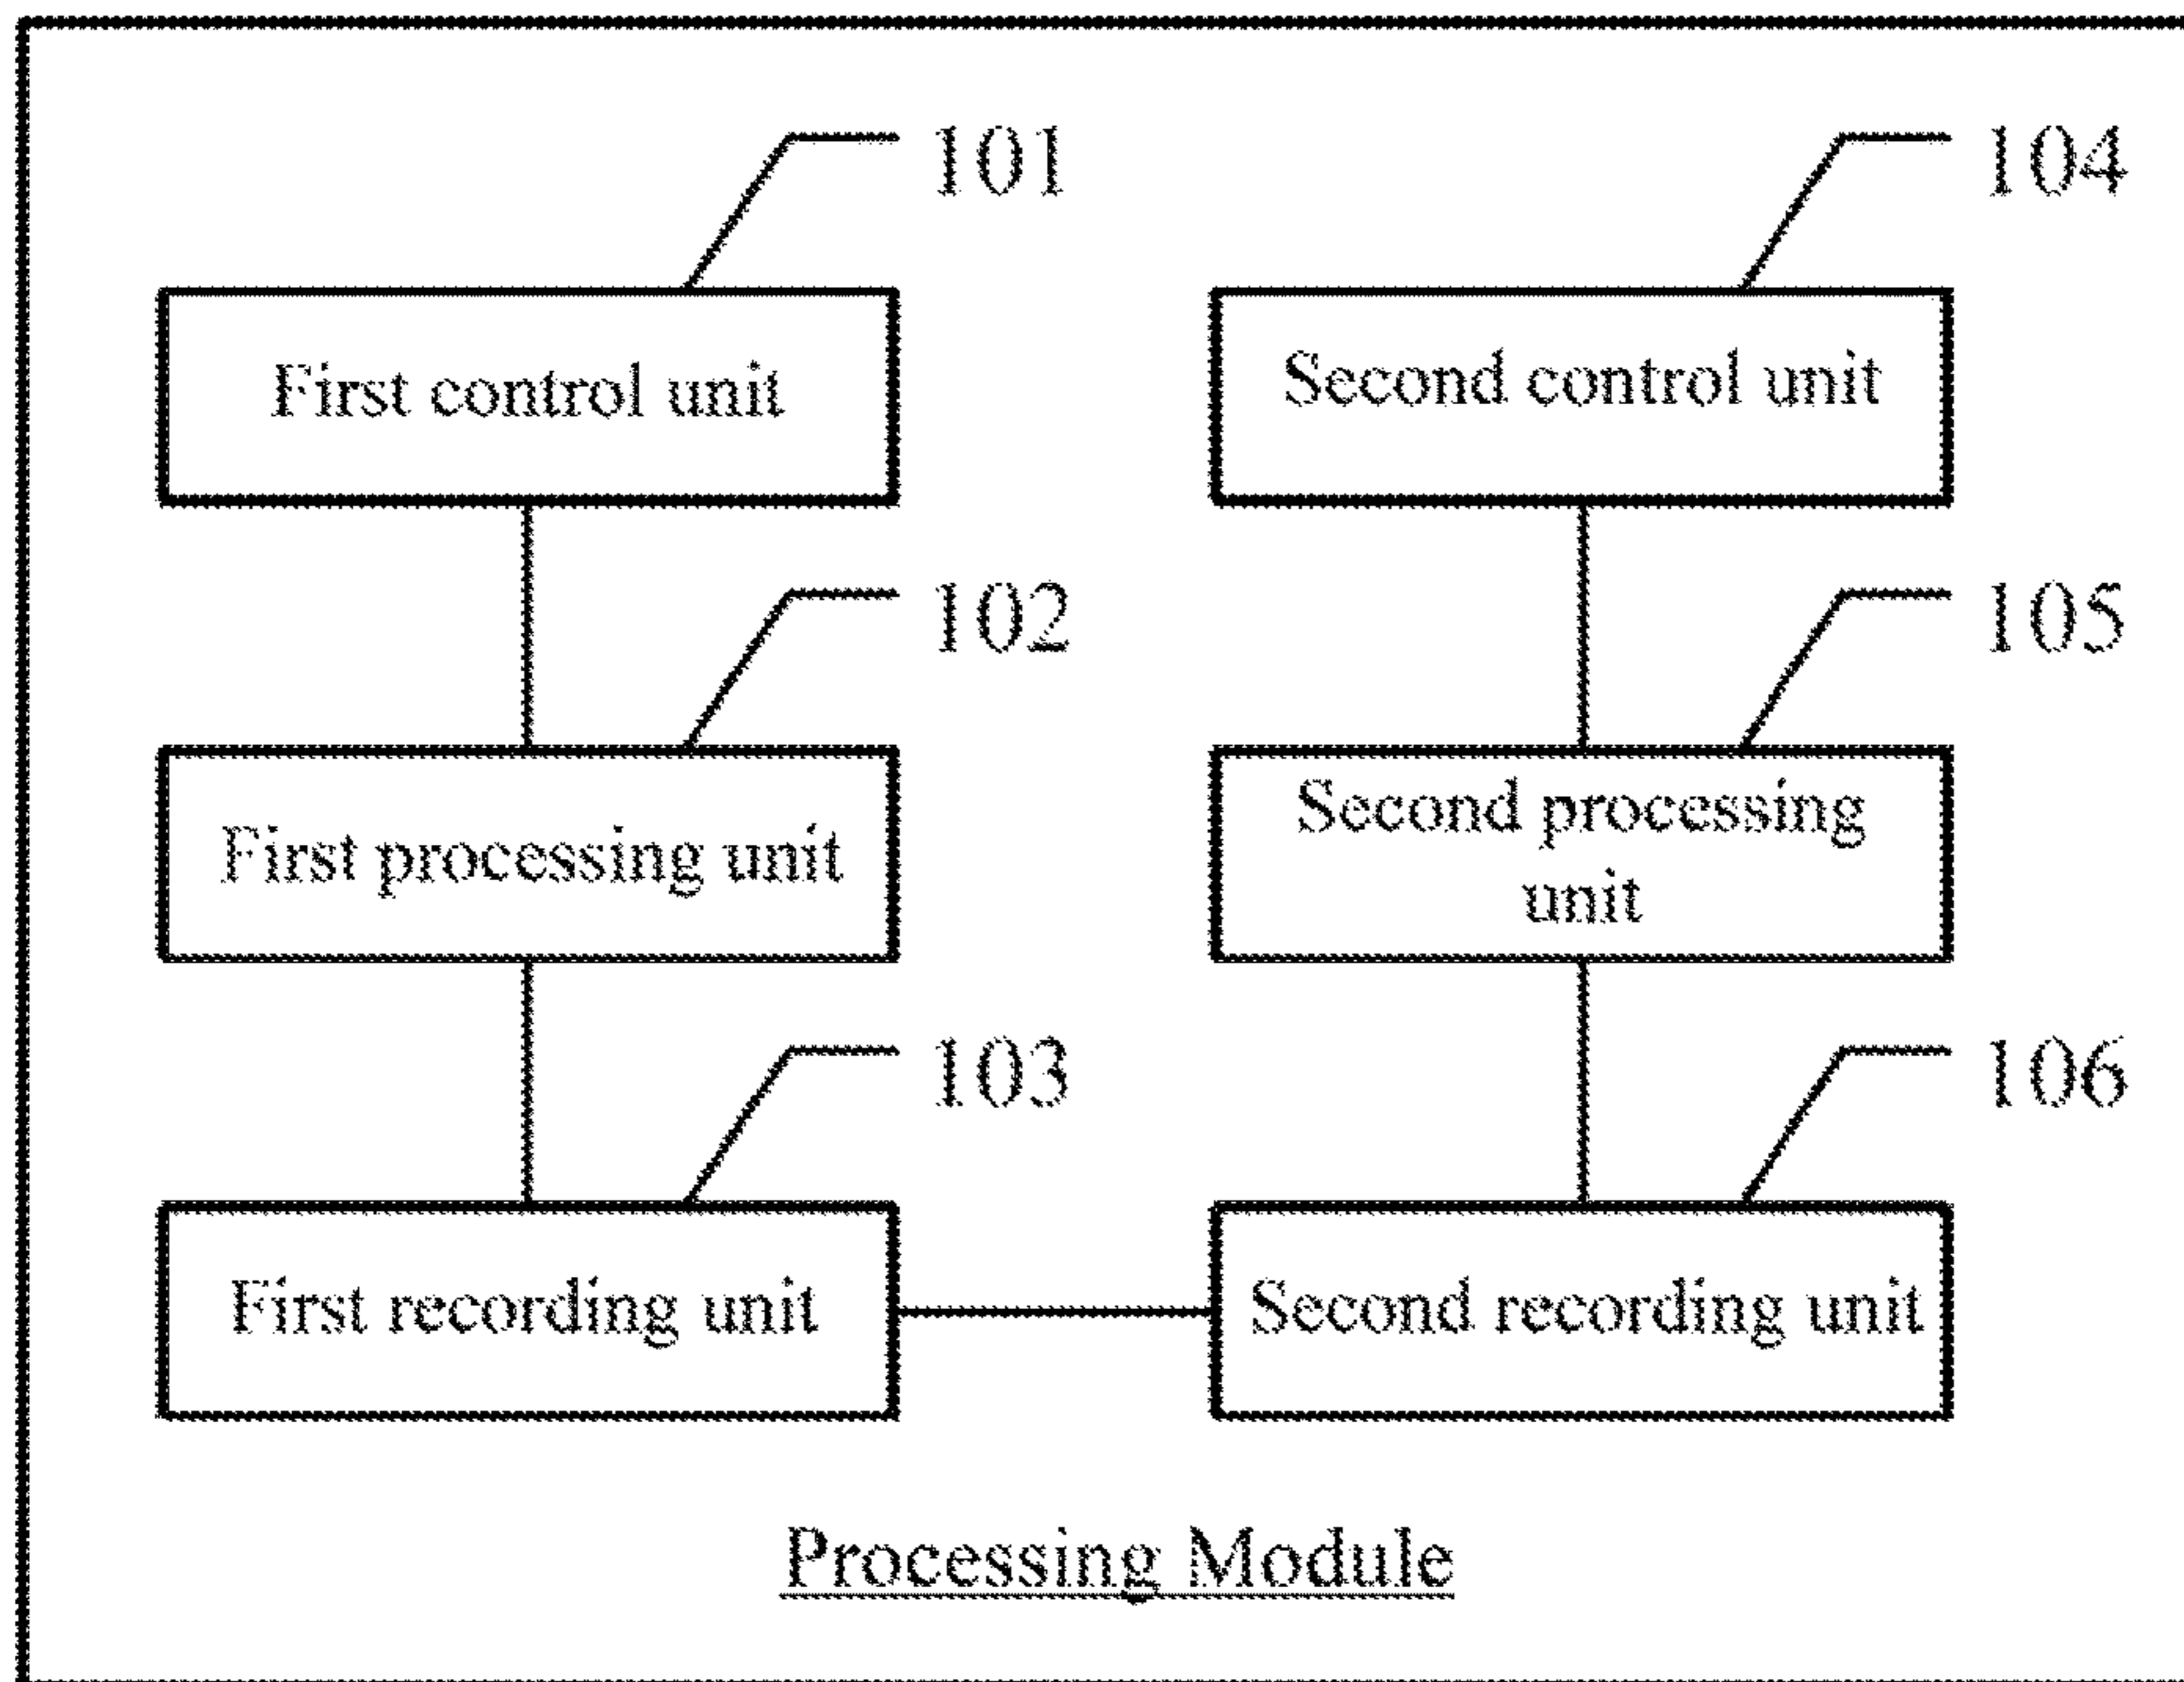 101
First control unit
102
First processing unit
103
First recording unit
104
Second control unit
105
Second processing
unit
106
Second recording unit
Processing Module